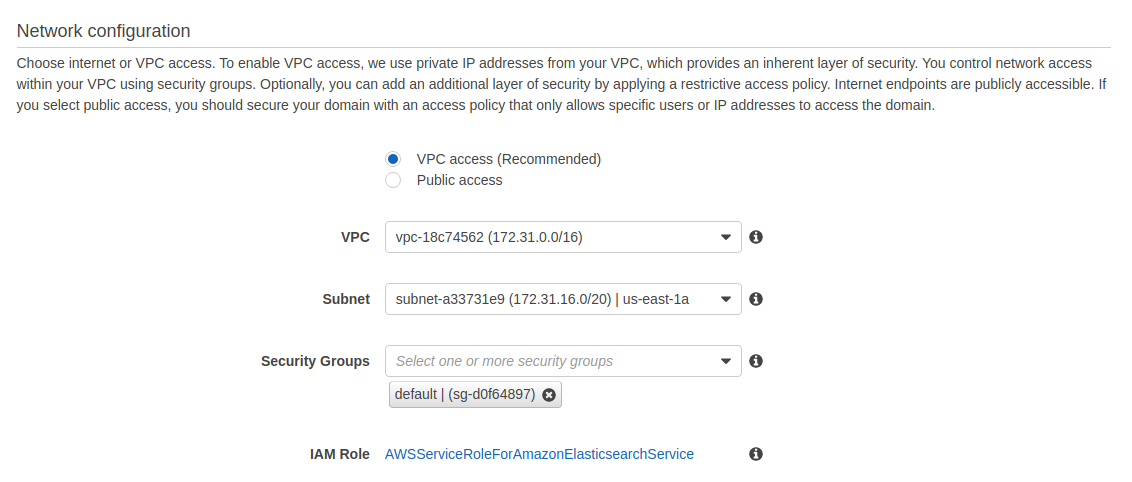 Network configuration
Choose internet or VPC access. To enable VPC access, we use private IP addresses from your VPC, which provides an inherent layer of security. You control network access
within your VPC using security groups. Optionally, you can add an additional layer of security by applying a restrictive access policy. Internet endpoints are publicly accessible. If
you select public access, you should secure your domain with an access policy that only allows specific users or IP addresses to access the domain.
VPC access (Recommended)
Public access
VPC vpc-18c74562 (172.31.0.0/16)
Subnet subnet-a33731e9 (172.31.16.0/20) | us-east-1a
Security Groups Select one or more security groups
default | (sg-d0f64897)
IAM Role AWSServiceRoleForAmazonElasticsearchService